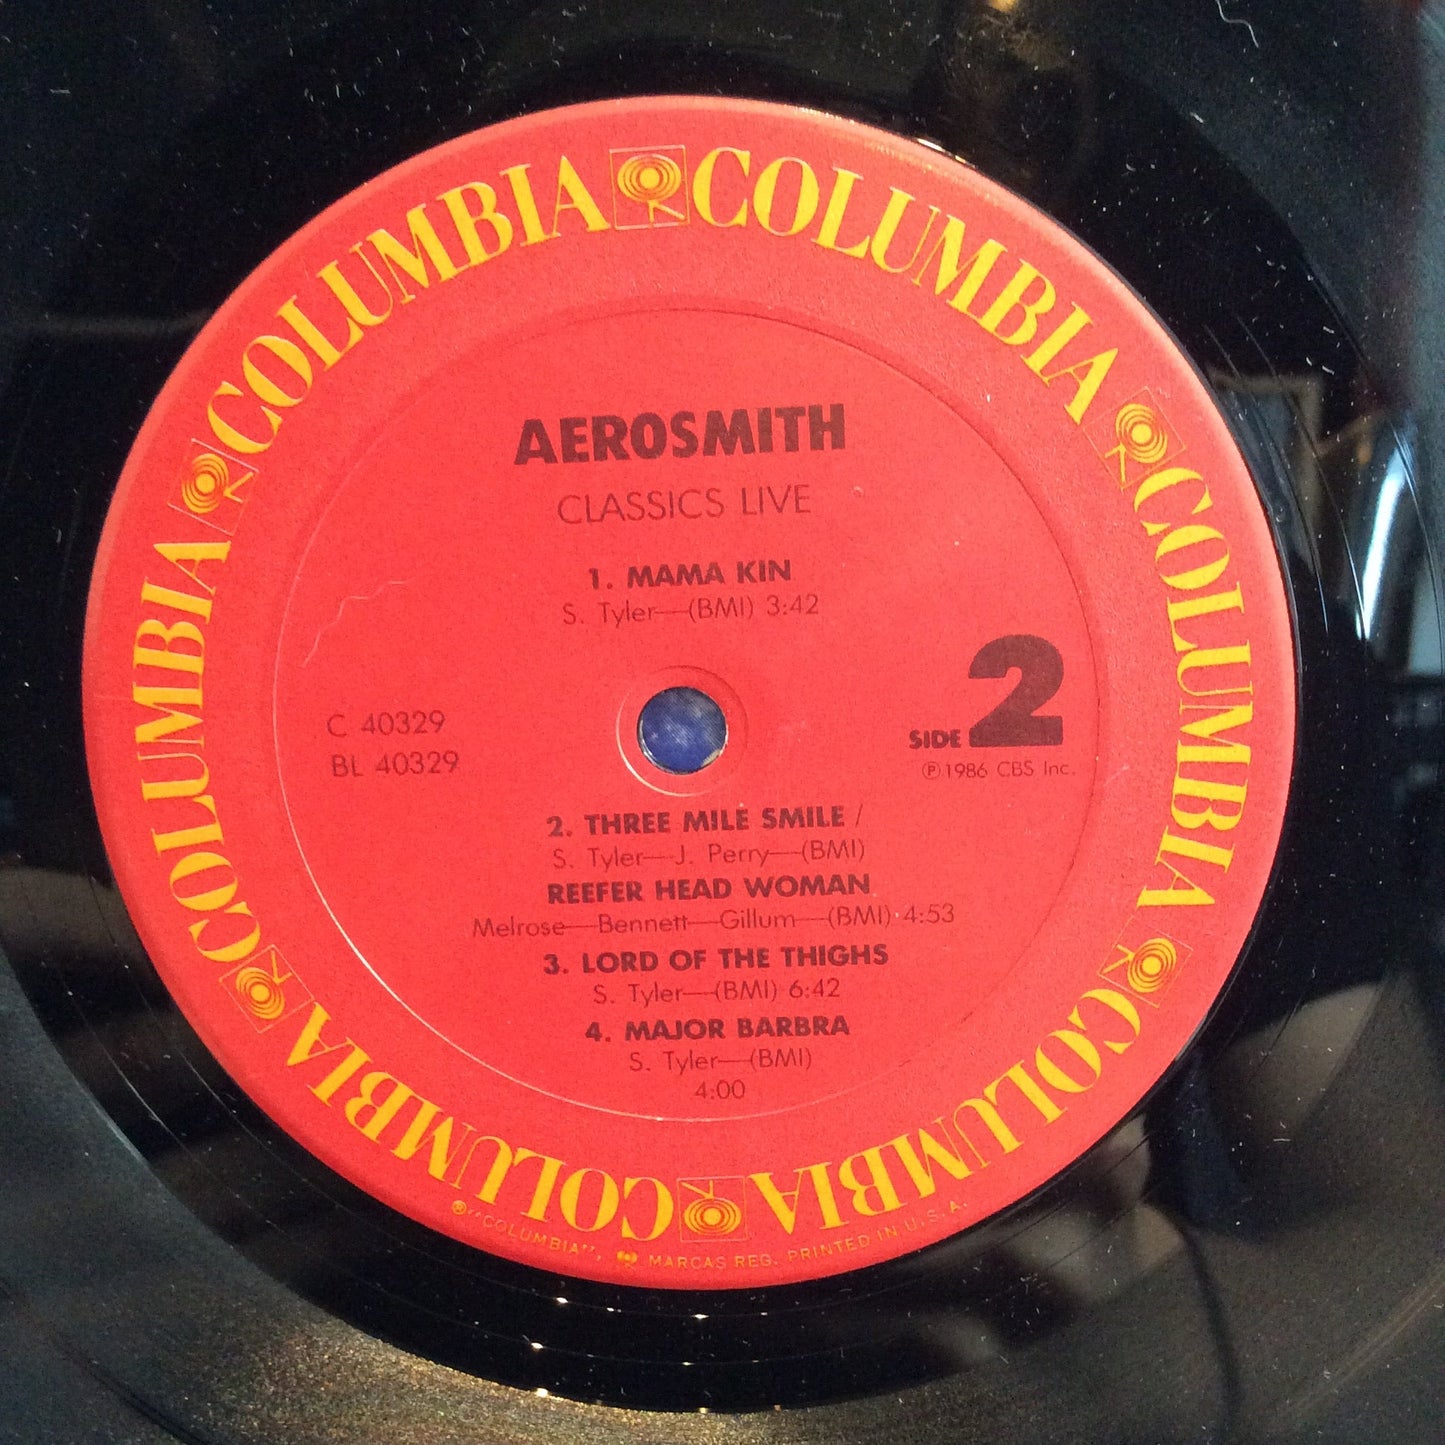 COLUMBIA COLUMBIA COLUMBIA COLUMBIA COLUMBIA COLUMBIA
AEROSMITH
CLASSICS LIVE
1. MAMA KIN
S. Tyler—(BMI) 3:42
C 40329
BL 40329
SIDE 2
℗1986 CBS Inc.
2. THREE MILE SMILE /
S. Tyler—J. Perry—(BMI)
REEFER HEAD WOMAN
Melrose—Bennett—Gillum—(BMI) 4:53
3. LORD OF THE THIGHS
S. Tyler—(BMI) 6:42
4. MAJOR BARBRA
S. Tyler—(BMI)
4:00
®"COLUMBIA", MARCAS REG. PRINTED IN U.S.A.